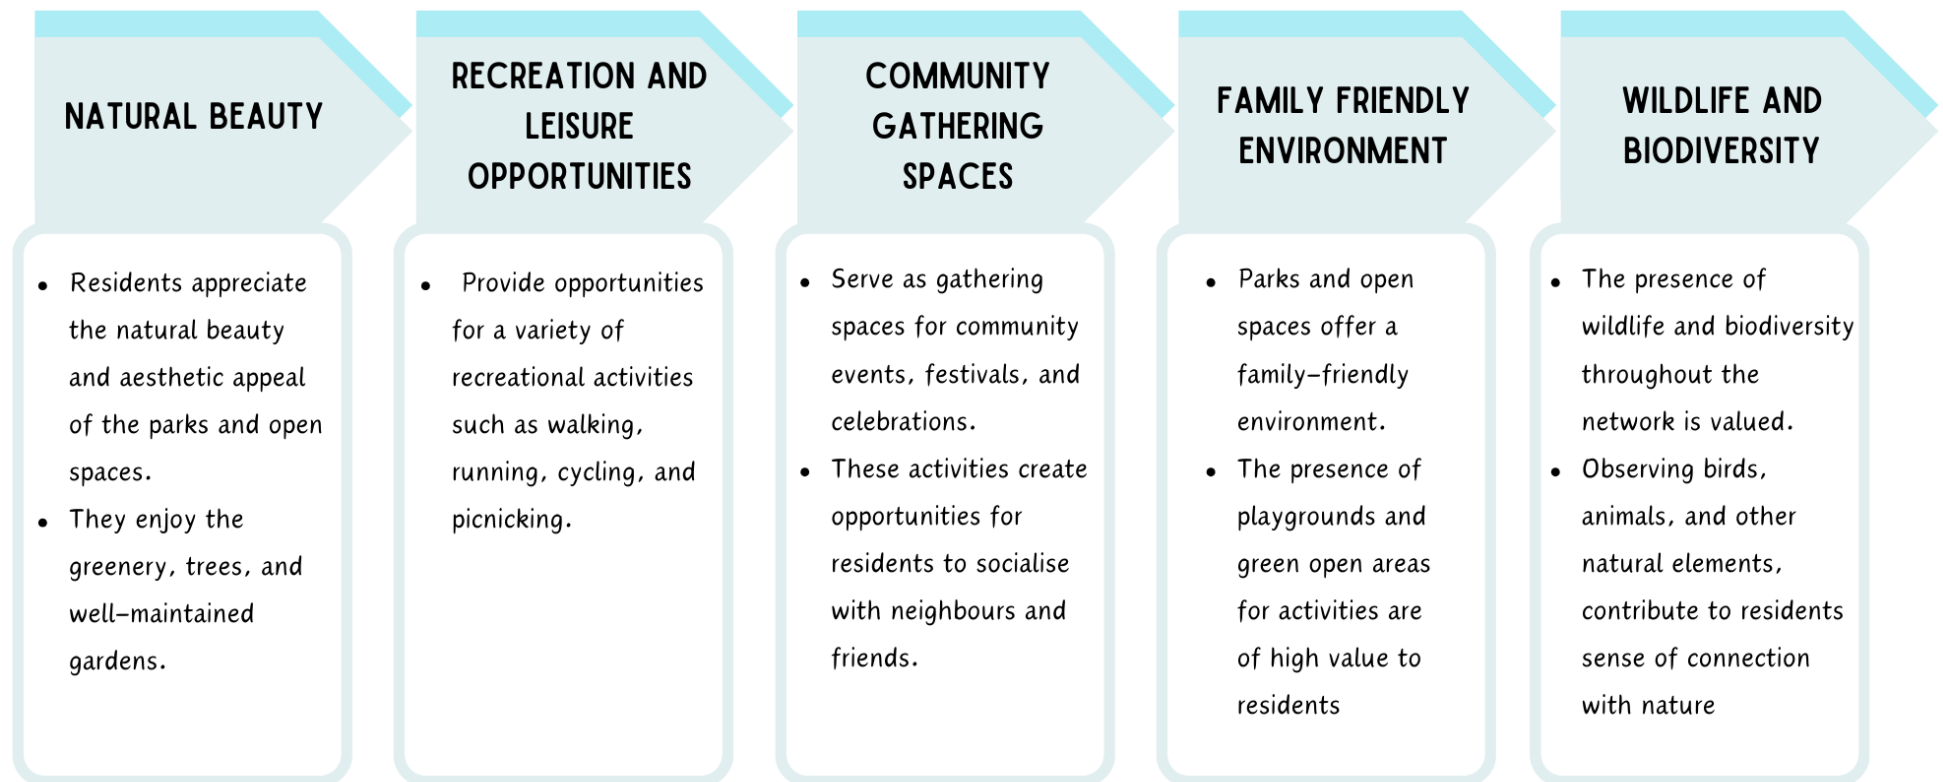 NATURAL BEAUTY
• Residents appreciate
the natural beauty
and aesthetic appeal
of the parks and open
spaces.
• They enjoy the
greenery, trees, and
well-maintained
gardens.
RECREATION AND
LEISURE
OPPORTUNITIES
• Provide opportunities
for a variety of
recreational activities
such as walking,
running, cycling, and
picnicking.
COMMUNITY
GATHERING
SPACES
• Serve as gathering
spaces for community
events, festivals, and
celebrations.
• These activities create
opportunities for
residents to socialise
with neighbours and
friends.
FAMILY FRIENDLY
ENVIRONMENT
• Parks and open
spaces offer a
family-friendly
environment.
• The presence of
playgrounds and
green open areas
for activities are
of high value to
residents
WILDLIFE AND
BIODIVERSITY
• The presence of
wildlife and biodiversity
throughout the
network is valued.
• Observing birds,
animals, and other
natural elements,
contribute to residents
sense of connection
with nature